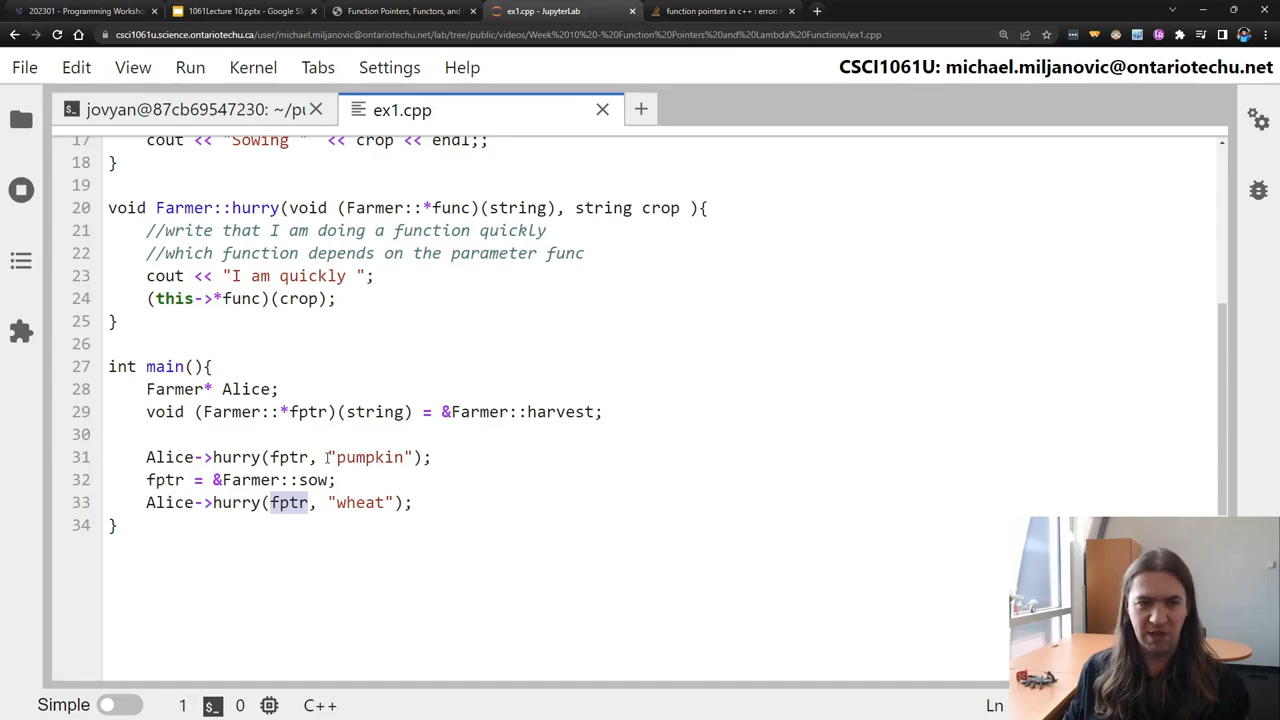 202301 - Programming Worksho
1061Lecture 10.pptx - Google Slid
Function Pointers, Functors, and
ex1.cpp - JupyterLab
function pointers in c++ : error: m
csci1061u.science.ontariotechu.ca/user/michael.miljanovic@ontariotechu.net/lab/tree/public/videos/Week%2010%20-%20Function%20Pointers%20and%20Lambda%20Functions/ex1.cpp
File Edit View Run Kernel Tabs Settings Help
CSCI1061U: michael.miljanovic@ontariotechu.net
jovyan@87cb69547230: ~/pu
ex1.cpp
17 cout << "Sowing " << crop << endl;;
18 }
19
20 void Farmer::hurry(void (Farmer::*func)(string), string crop ){
21 //write that I am doing a function quickly
22 //which function depends on the parameter func
23 cout << "I am quickly ";
24 (this->*func)(crop);
25 }
26
27 int main(){
28 Farmer* Alice;
29 void (Farmer::*fptr)(string) = &Farmer::harvest;
30
31 Alice->hurry(fptr, "pumpkin");
32 fptr = &Farmer::sow;
33 Alice->hurry(fptr, "wheat");
34 }
Simple 1 $_ 0 C++ Ln